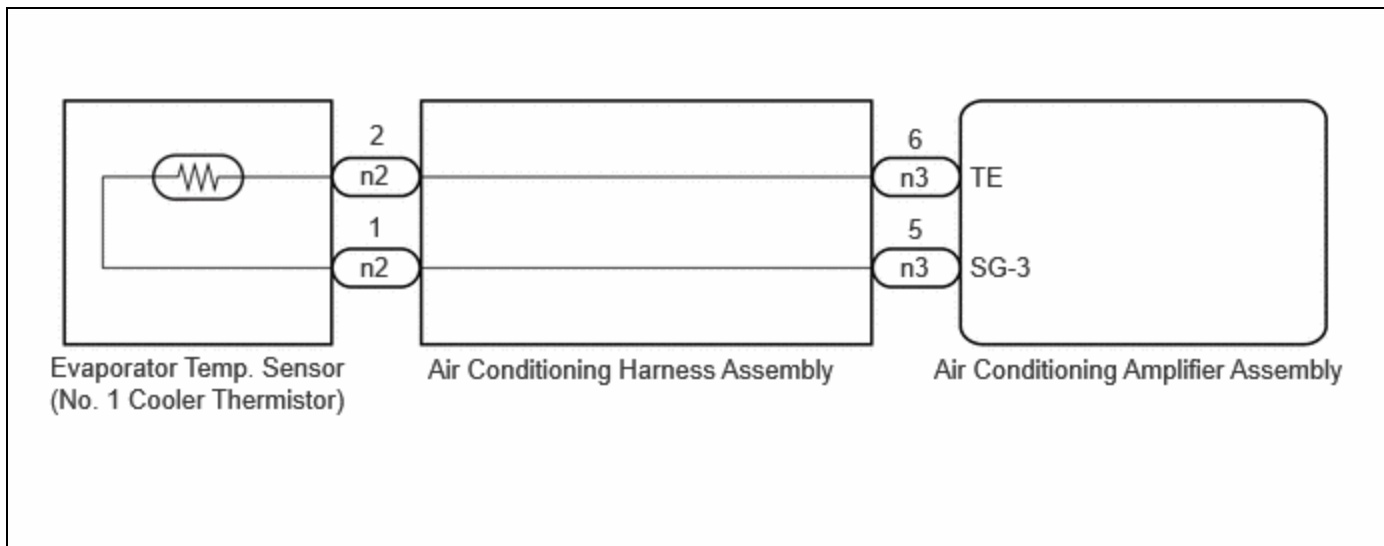 2
n2
6
n3
TE
1
n2
5
n3
SG-3
Evaporator Temp. Sensor
(No. 1 Cooler Thermistor)
Air Conditioning Harness Assembly
Air Conditioning Amplifier Assembly